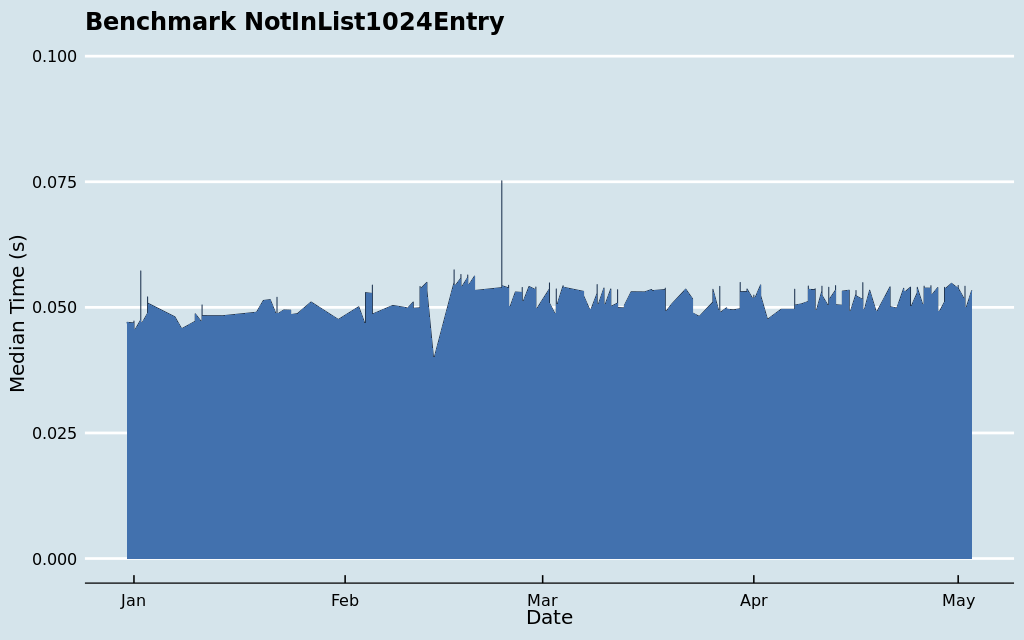 Benchmark NotInList1024Entry
0.100
0.075
0.050
0.025
0.000
Median Time (s)
Jan Feb Mar Apr May
Date